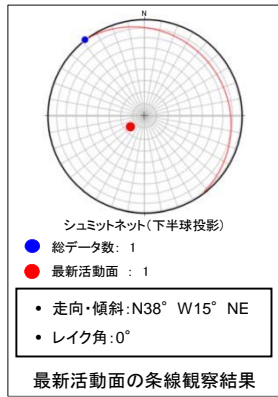 N
シュミットネット(下半球投影)
総データ数: 1
最新活動面 : 1
• 走向・傾斜:N38° W15° NE
• レイク角:0°
最新活動面の条線観察結果